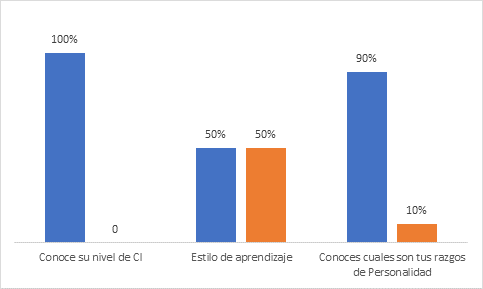 100%
0
50%
50%
90%
10%
Conoce su nivel de CI
Estilo de aprendizaje
Conoces cuales son tus razgos
de Personalidad